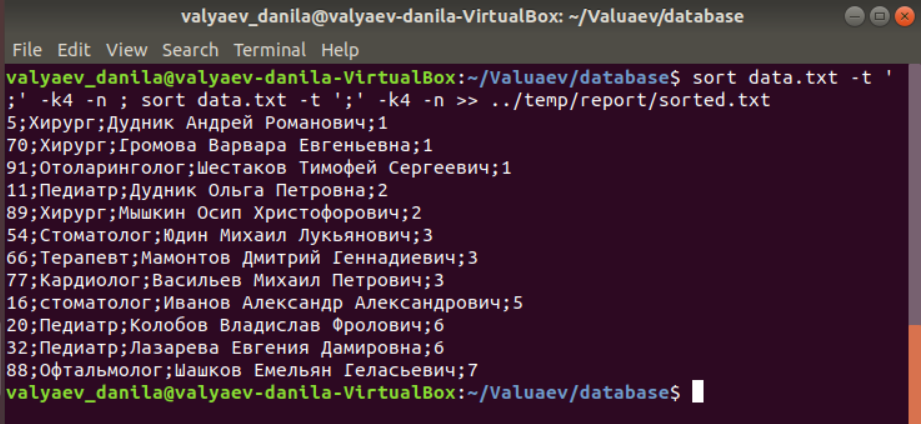 valyaev_danila@valyaev-danila-VirtualBox: ~/Valuaev/database
File Edit View Search Terminal Help
valyaev_danila@valyaev-danila-VirtualBox:~/Valuaev/database$ sort data.txt -t '
;' -k4 -n ; sort data.txt -t ';' -k4 -n >> ../temp/report/sorted.txt
5;Хирург;Дудник Андрей Романович;1
70;Хирург;Громова Варвара Евгеньевна;1
91;Отоларинголог;Шестаков Тимофей Сергеевич;1
11;Педиатр;Дудник Ольга Петровна;2
89;Хирург;Мышкин Осип Христофорович;2
54;Стоматолог;Юдин Михаил Лукьянович;3
66;Терапевт;Мамонтов Дмитрий Геннадиевич;3
77;Кардиолог;Васильев Михаил Петрович;3
16;стоматолог;Иванов Александр Александрович;5
20;Педиатр;Колобов Владислав Фролович;6
32;Педиатр;Лазарева Евгения Дамировна;6
88;Офтальмолог;Шашков Емельян Геласьевич;7
valyaev_danila@valyaev-danila-VirtualBox:~/Valuaev/database$